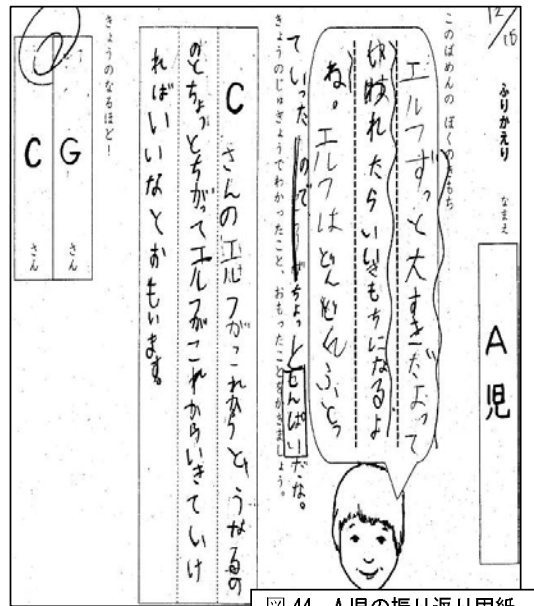 12/16
ふりかえり
なまえ
A児
このばめんの ぼくのきもち
エルフずっと大すきだよって
れたらいいきもちになるよ
ね。エルフはどんどんふとっ
ていった のでちょっとしんぱいだな。
きょうのじゅぎょうでわかったこと、おもったことをかきましょう。
Cさんのエルフがこれからどうなるの
のとちょっとちがってエルフがこれからいきていけ
ればいいなとおもいます。
きょうのなるほど!
G さん
C さん
図44 A児の振り返り用紙